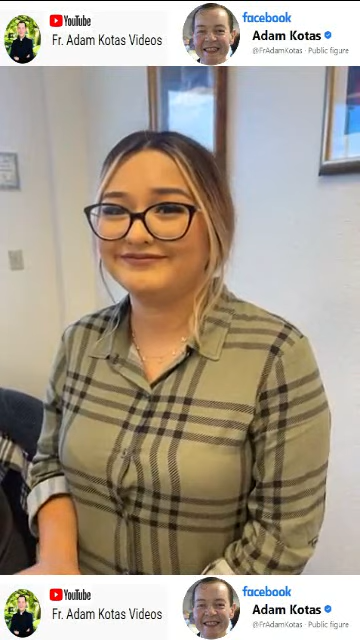 YouTube
Fr. Adam Kotas Videos
facebook
Adam Kotas
@FrAdamKotas · Public figure
YouTube
Fr. Adam Kotas Videos
facebook
Adam Kotas
@FrAdamKotas · Public figure